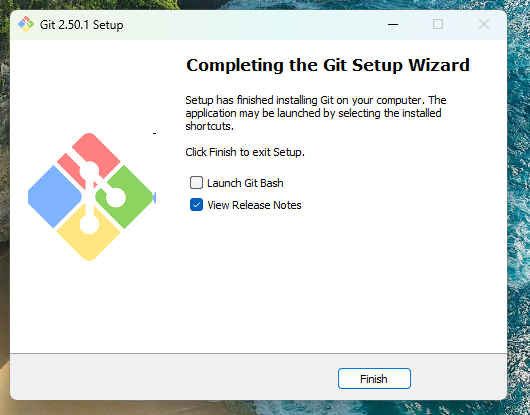 Git 2.50.1 Setup
Completing the Git Setup Wizard
Setup has finished installing Git on your computer. The
application may be launched by selecting the installed
shortcuts.
Click Finish to exit Setup.
Launch Git Bash
View Release Notes
Finish